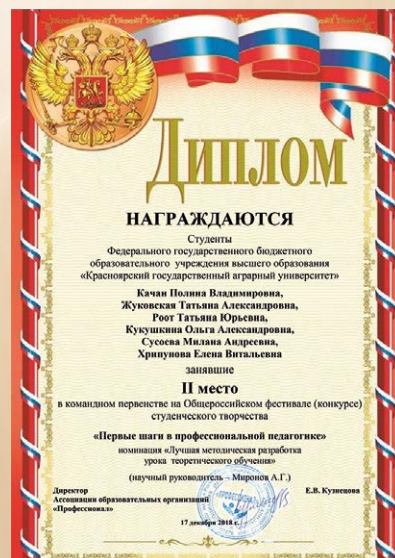 ДИПЛОМ
НАГРАЖДАЮТСЯ
Студенты
Федерального государственного бюджетного
образовательного учреждения высшего образования
«Красноярский государственный аграрный университет»
Качан Полина Владимировна,
Жуковская Татьяна Александровна,
Роот Татьяна Юрьевна,
Кукушкина Ольга Александровна,
Сусоева Милана Андреевна,
Хрипунова Елена Витальевна
занявшие
II место
в командном первенстве на Общероссийском фестивале (конкурсе)
студенческого творчества
«Первые шаги в профессиональной педагогике»
номинация «Лучшая методическая разработка
урока теоретического обучения»
(научный руководитель – Миронов А.Г.)
Директор
Ассоциации образовательных организаций
«Профессионал»
Е.В. Кузнецова
17 декабря 2018 г.